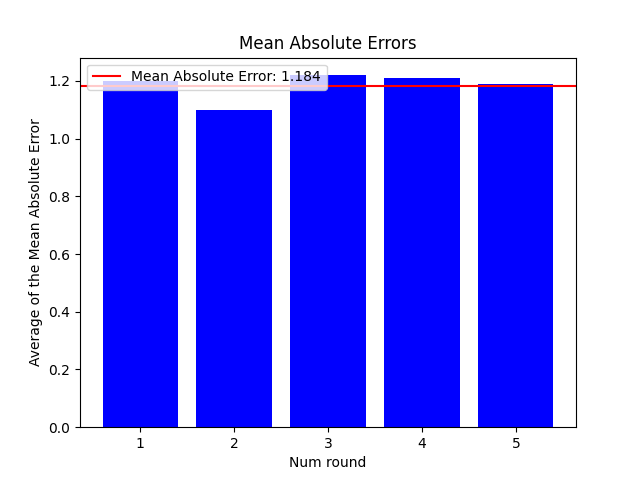 Mean Absolute Errors
Mean Absolute Error: 1.184
Average of the Mean Absolute Error
1.2
1.0
0.8
0.6
0.4
0.2
0.0
1 2 3 4 5
Num round